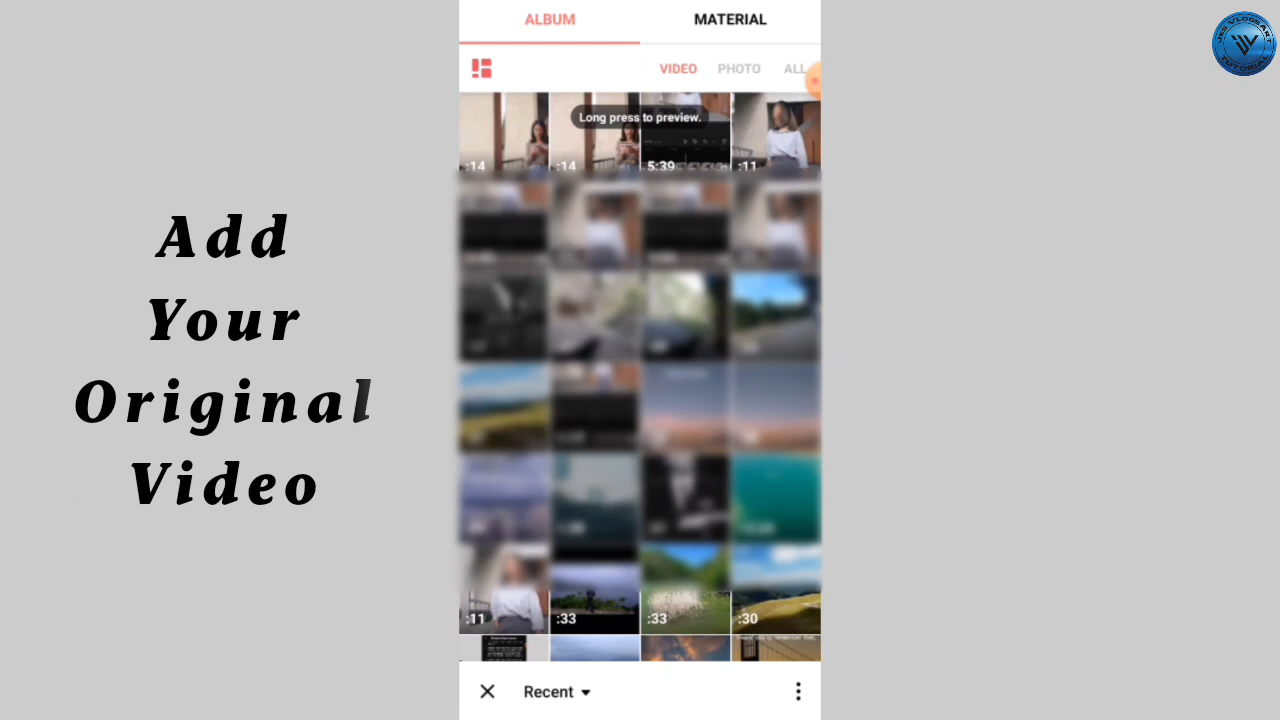 ALBUM MATERIAL
VIDEO PHOTO ALL
Long press to preview.
:14 :14 5:39 :11
:11 :33 :33 :30
Recent
Add
Your
Original
Video
TUTORIAL